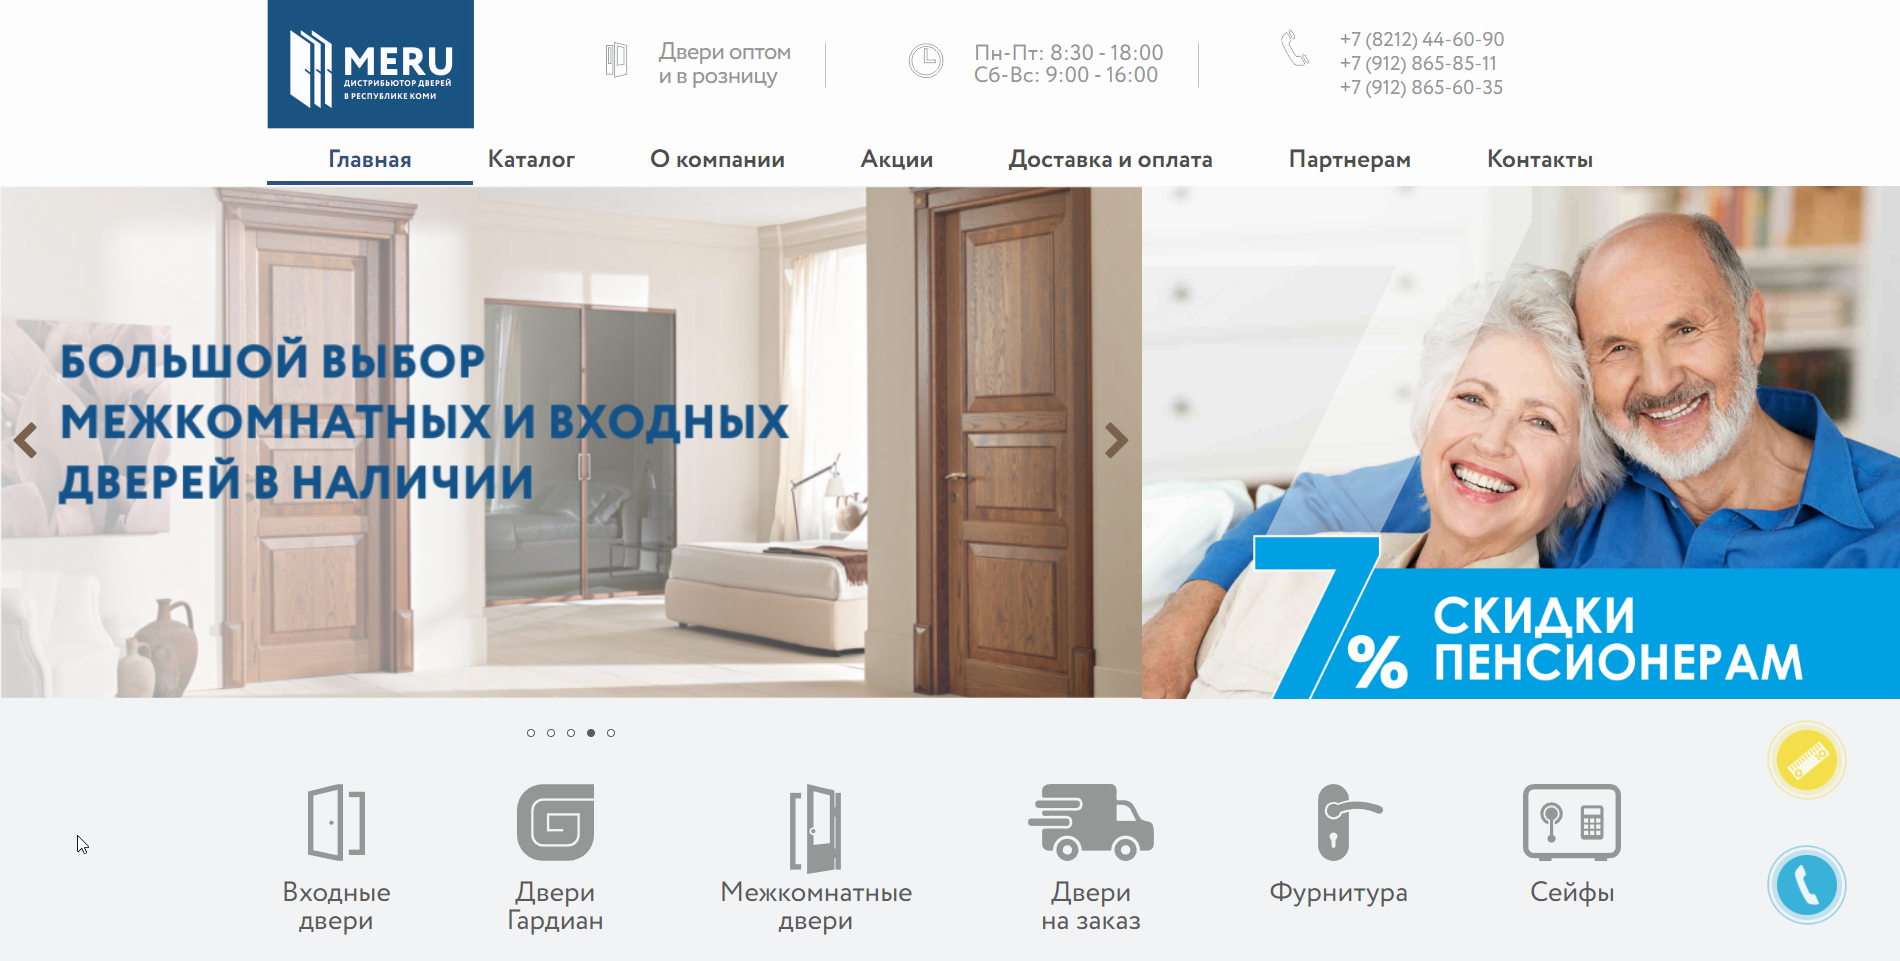 MERU
ДИСТРИБЬЮТОР ДВЕРЕЙ
В РЕСПУБЛИКЕ КОМИ
Двери оптом
и в розницу
Пн-Пт: 8:30 - 18:00
Сб-Вс: 9:00 - 16:00
+7 (8212) 44-60-90
+7 (912) 865-85-11
+7 (912) 865-60-35
Главная
Каталог
О компании
Акции
Доставка и оплата
Партнерам
Контакты
БОЛЬШОЙ ВЫБОР
МЕЖКОМНАТНЫХ И ВХОДНЫХ
ДВЕРЕЙ В НАЛИЧИИ
7%
СКИДКИ
ПЕНСИОНЕРАМ
Входные
двери
Двери
Гардиан
Межкомнатные
двери
Двери
на заказ
Фурнитура
Сейфы